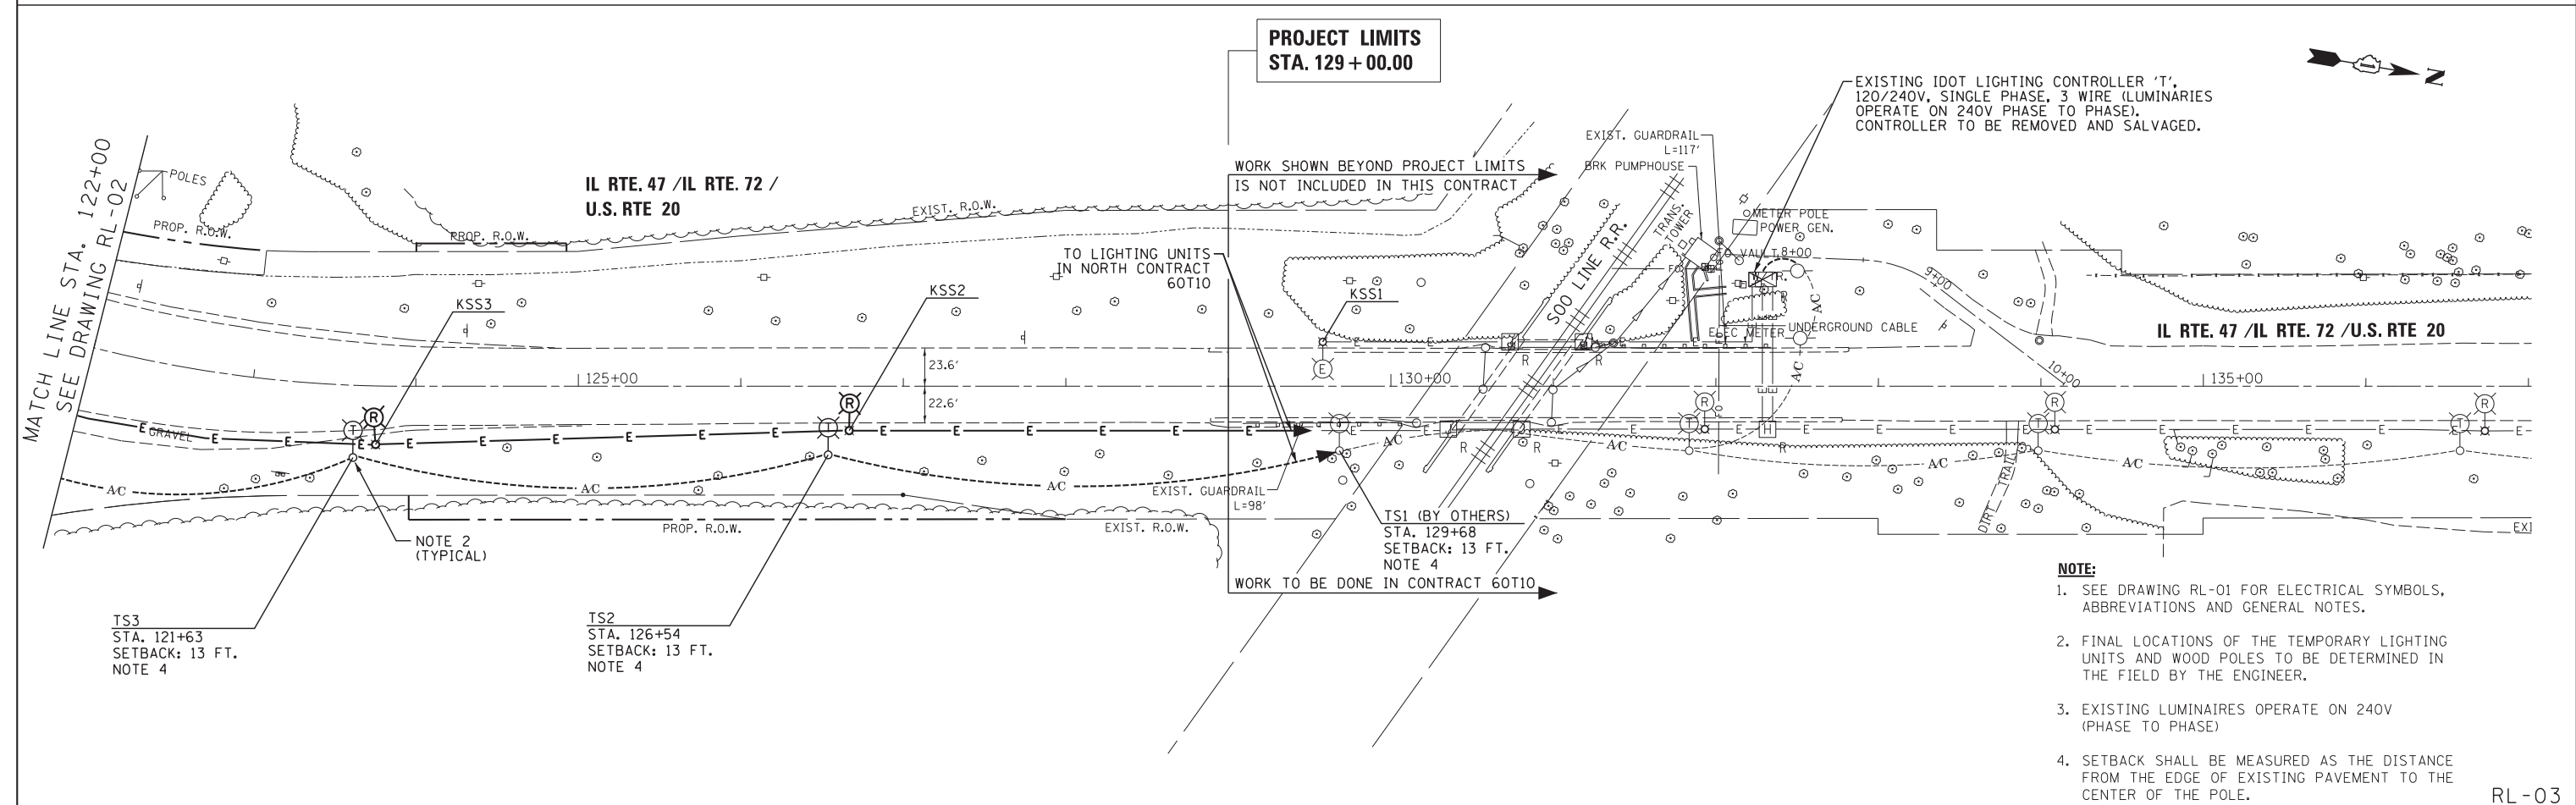 PROJECT LIMITS
STA. 129+00.00
N
EXISTING IDOT LIGHTING CONTROLLER 'T',
120/240V, SINGLE PHASE, 3 WIRE (LUMINARIES
OPERATE ON 240V PHASE TO PHASE).
CONTROLLER TO BE REMOVED AND SALVAGED.
MATCH LINE STA. 122+00
SEE DRAWING RL-02
POLES
PROP. R.O.W.
PROP. R.O.W.
IL RTE. 47 /IL RTE. 72 /
U.S. RTE 20
EXIST. R.O.W.
WORK SHOWN BEYOND PROJECT LIMITS
IS NOT INCLUDED IN THIS CONTRACT
EXIST. GUARDRAIL
L=117'
BRK PUMPHOUSE
TRANS.
TOWER
METER POLE
POWER GEN.
VAULT
8+00
9+00
10+00
TO LIGHTING UNITS
IN NORTH CONTRACT
60T10
KSS3
KSS2
KSS1
SOO LINE R.R.
ELEC METER
UNDERGROUND CABLE
IL RTE. 47 /IL RTE. 72 /U.S. RTE 20
23.6'
22.6'
125+00
130+00
135+00
GRAVEL
A/C
A/C
A/C
A/C
A/C
A/C
A/C
A/C
A/C
EXIST. GUARDRAIL
L=98'
DIRT TRAIL
PROP. R.O.W.
EXIST. R.O.W.
EXI
NOTE 2
(TYPICAL)
TS3
STA. 121+63
SETBACK: 13 FT.
NOTE 4
TS2
STA. 126+54
SETBACK: 13 FT.
NOTE 4
TS1 (BY OTHERS)
STA. 129+68
SETBACK: 13 FT.
NOTE 4
WORK TO BE DONE IN CONTRACT 60T10
NOTE:
1. SEE DRAWING RL-01 FOR ELECTRICAL SYMBOLS,
ABBREVIATIONS AND GENERAL NOTES.
2. FINAL LOCATIONS OF THE TEMPORARY LIGHTING
UNITS AND WOOD POLES TO BE DETERMINED IN
THE FIELD BY THE ENGINEER.
3. EXISTING LUMINAIRES OPERATE ON 240V
(PHASE TO PHASE)
4. SETBACK SHALL BE MEASURED AS THE DISTANCE
FROM THE EDGE OF EXISTING PAVEMENT TO THE
CENTER OF THE POLE.
RL-03